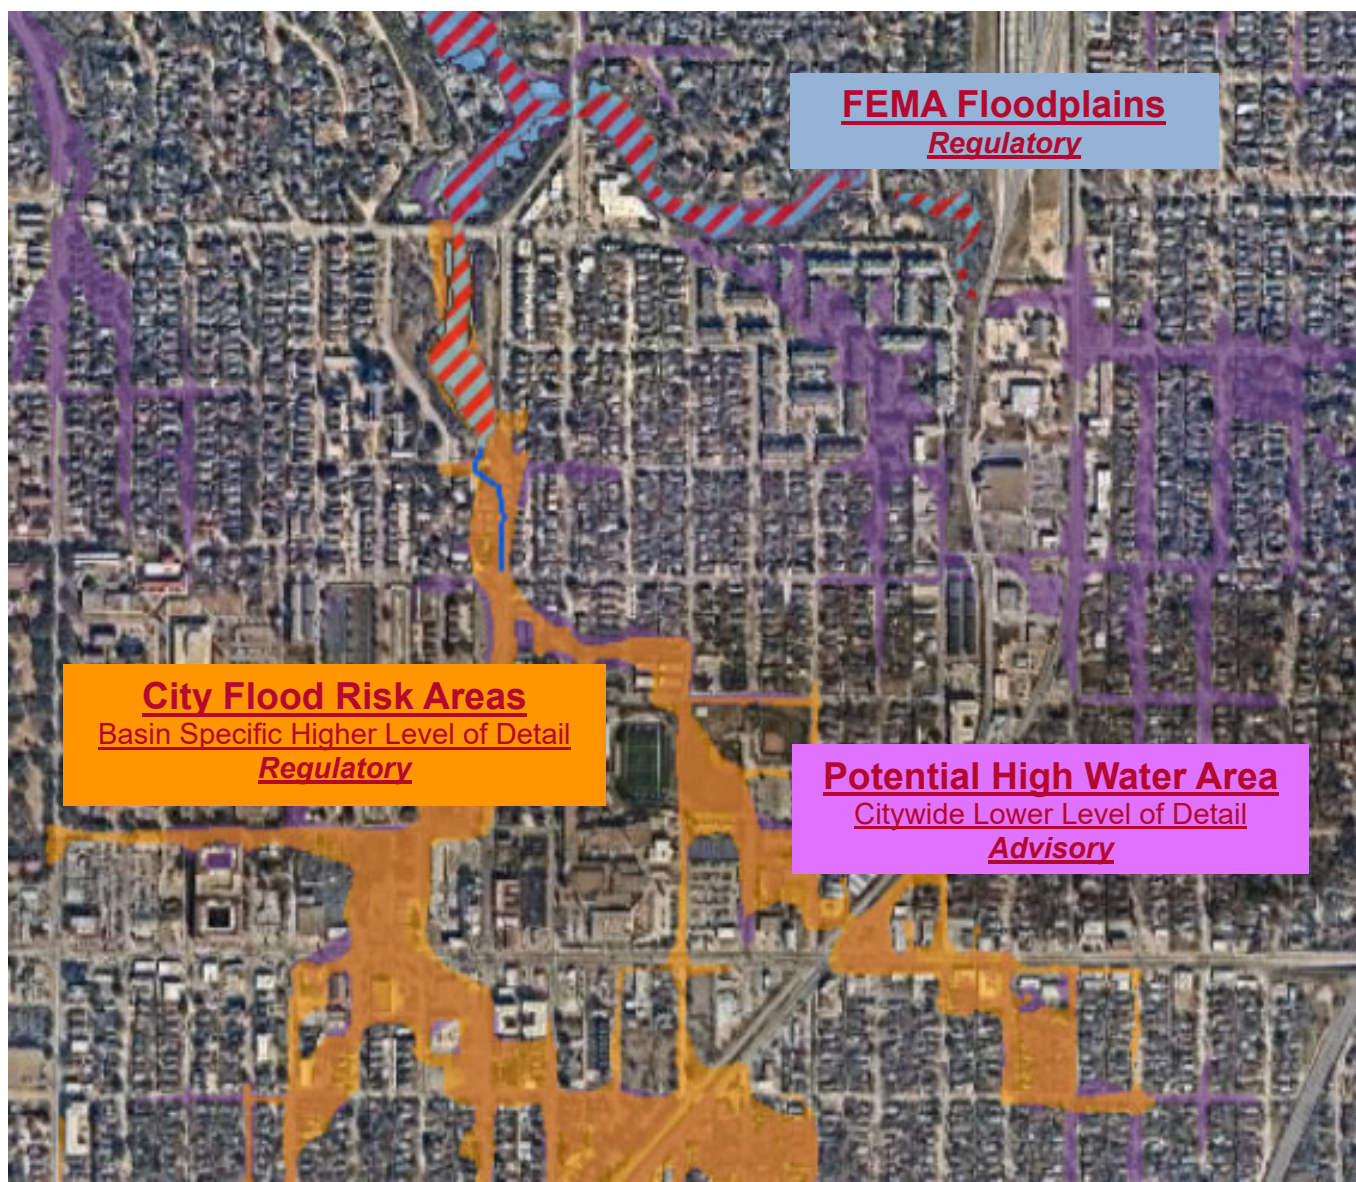 FEMA Floodplains
Regulatory
City Flood Risk Areas
Basin Specific Higher Level of Detail
Regulatory
Potential High Water Area
Citywide Lower Level of Detail
Advisory